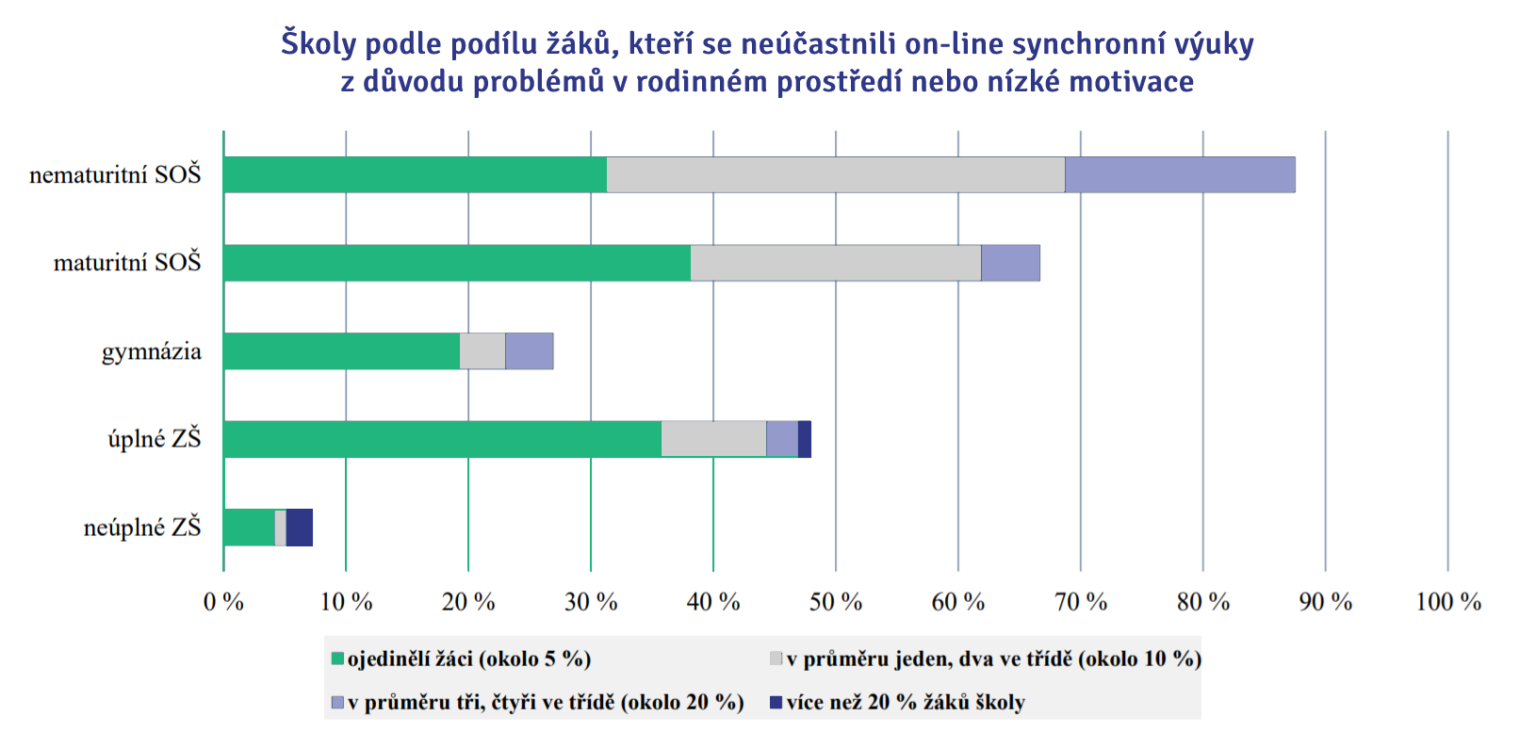 Školy podle podílu žáků, kteří se neúčastnili on-line synchronní výuky
z důvodu problémů v rodinném prostředí nebo nízké motivace
nematuritní SOŠ
maturitní SOŠ
gymnázia
úplné ZŠ
neúplné ZŠ
0 % 10 % 20 % 30 % 40 % 50 % 60 % 70 % 80 % 90 % 100 %
ojedinělí žáci (okolo 5 %) v průměru jeden, dva ve třídě (okolo 10 %)
v průměru tři, čtyři ve třídě (okolo 20 %) více než 20 % žáků školy